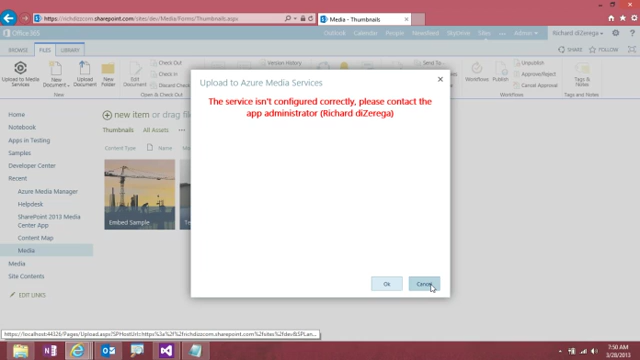 https://richdizzcom.sharepoint.com/sites/dev/Media/Forms/Thumbnails.aspx
Media - Thumbnails
Office 365
Outlook Calendar People Newsfeed SkyDrive Sites Admin
Richard diZerega
BROWSE FILES LIBRARY
SHARE FOLLOW
Upload to Media Services
New Document
Upload Document
New Folder
New
Edit Document
Check Out
Check In
Discard Check Out
Open & Check Out
Version History
Send To
Workflows
Publish
Unpublish
Approve/Reject
Cancel Approval
Workflows
Tags & Notes
Tags and Notes
Home
Notebook
Apps in Testing
Samples
Developer Center
Recent
Azure Media Manager
Helpdesk
SharePoint 2013 Media Center App
Content Map
Media
Media
Site Contents
EDIT LINKS
new item or drag
Thumbnails All Assets
Content Type Name
Embed Sample
Upload to Azure Media Services
The service isn't configured correctly, please contact the
app administrator (Richard diZerega)
Ok
Cancel
7:50 AM
3/28/2013